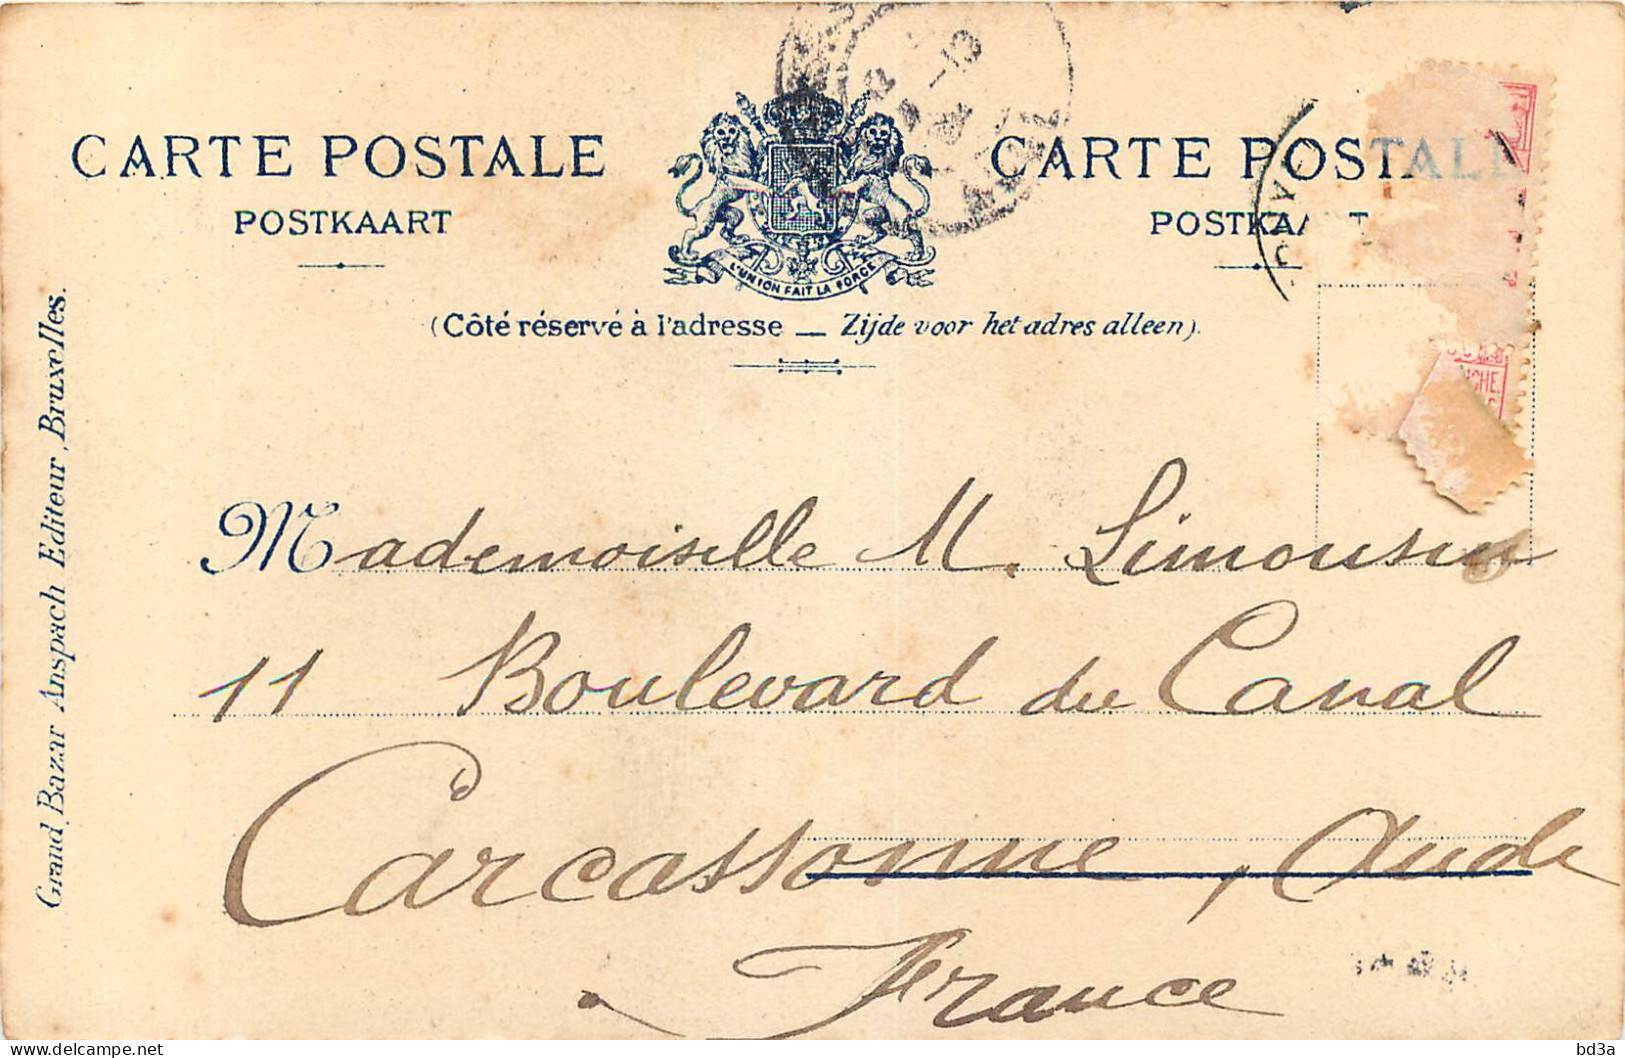 CARTE POSTALE
POSTKAART
CARTE POSTALE
POSTKAART
L'UNION FAIT LA FORCE
(Côté réservé à l'adresse — Zijde voor het adres alleen).
Grand Bazar Anspach Editeur, Bruxelles.
Mademoiselle M. Limousin
11 Boulevard du Canal
Carcassonne, Aude
France
bd3a